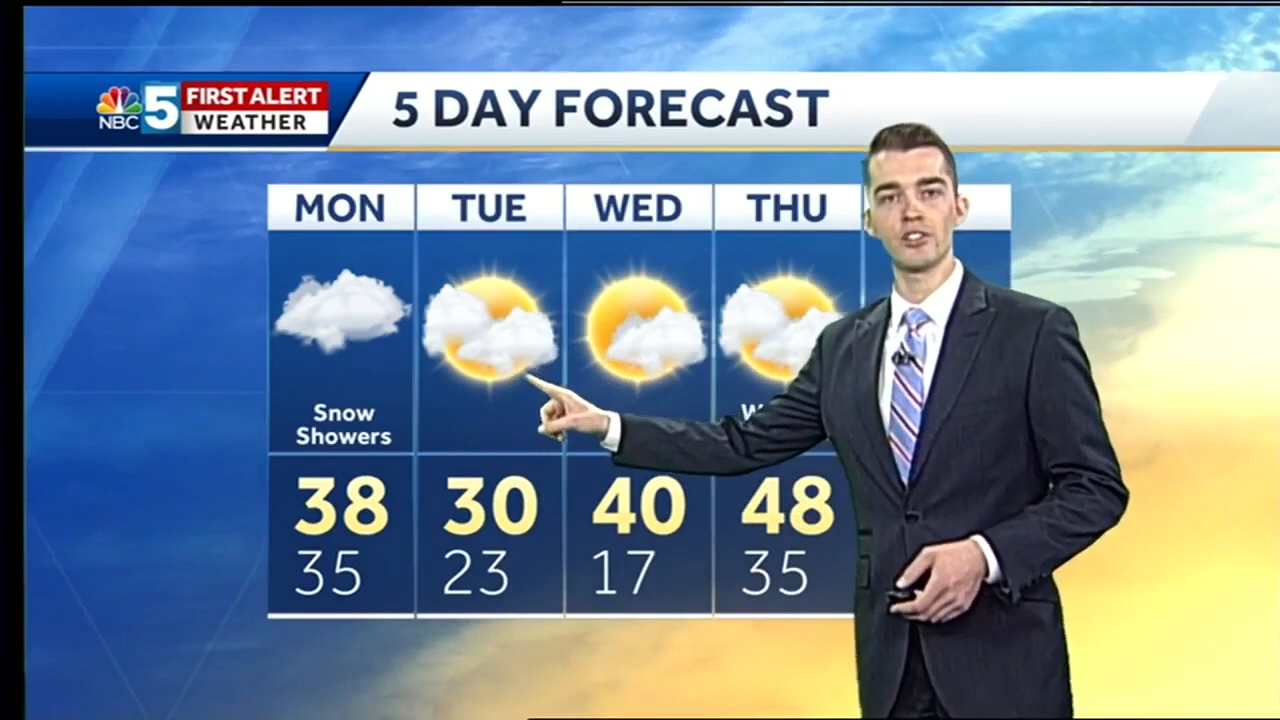 NBC 5 FIRST ALERT WEATHER
5 DAY FORECAST
MON TUE WED THU
Snow
Showers
38 30 40 48
35 23 17 35